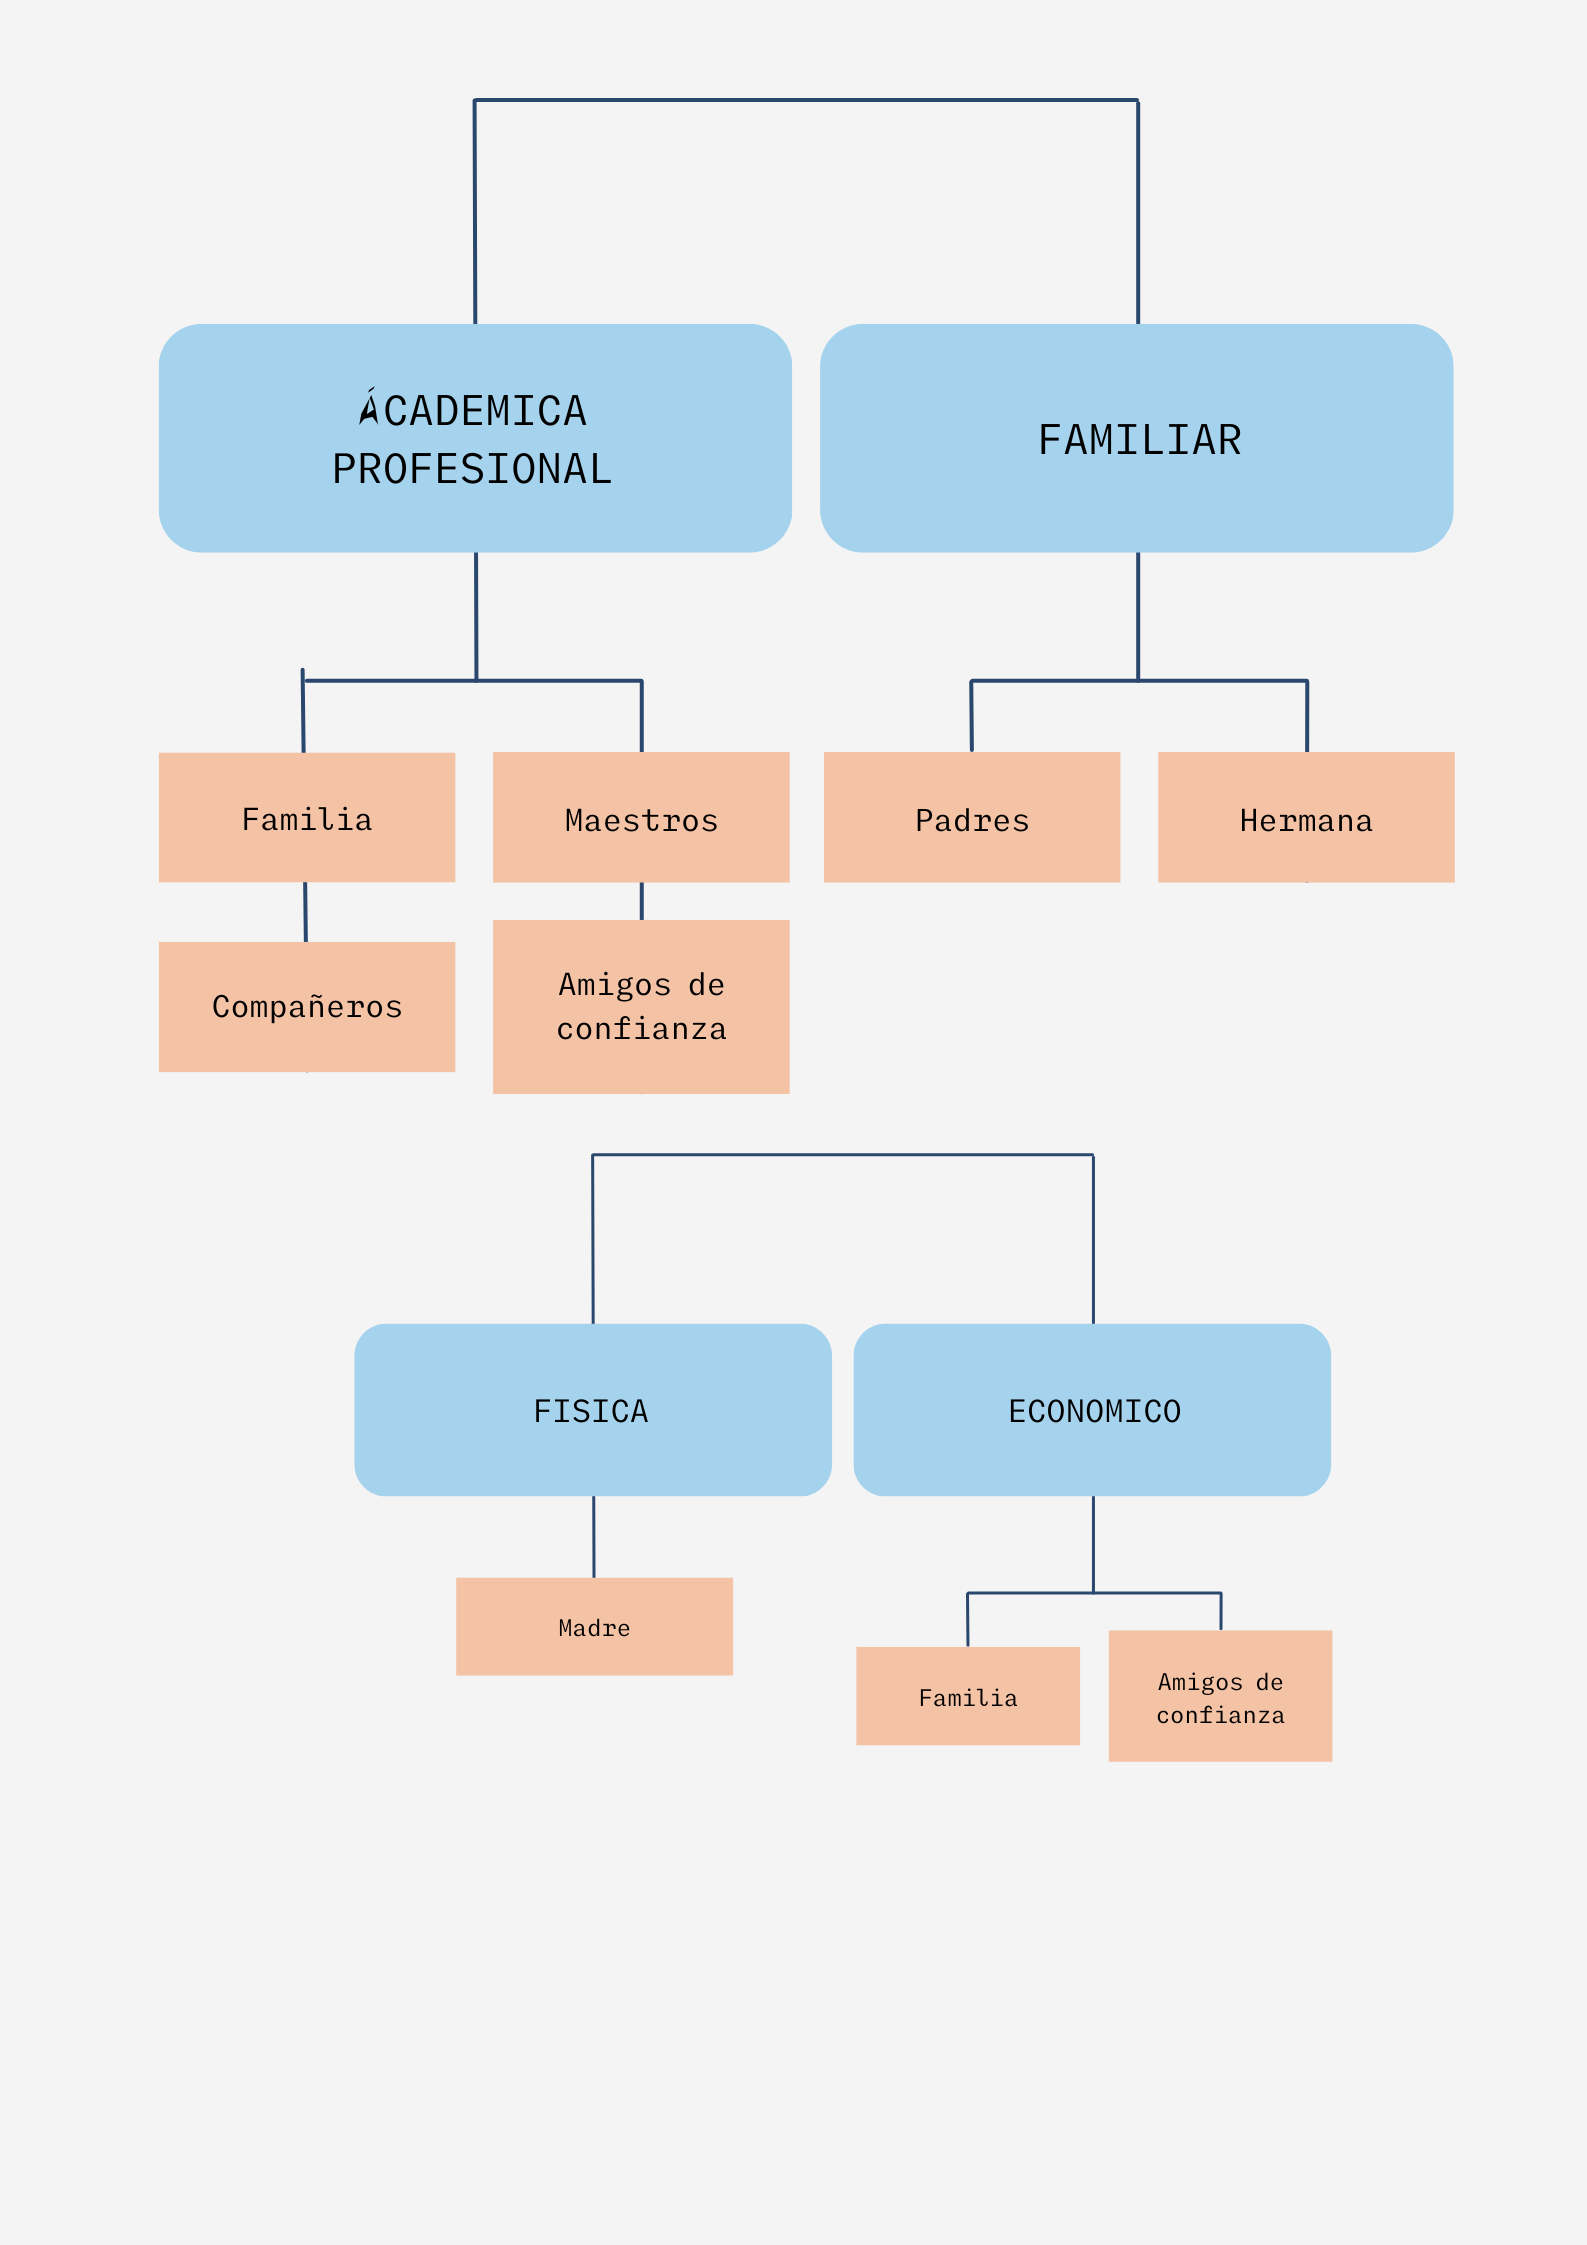 ÁCADEMICA
PROFESIONAL
FAMILIAR
Familia
Maestros
Padres
Hermana
Compañeros
Amigos de
confianza
FISICA
ECONOMICO
Madre
Familia
Amigos de
confianza